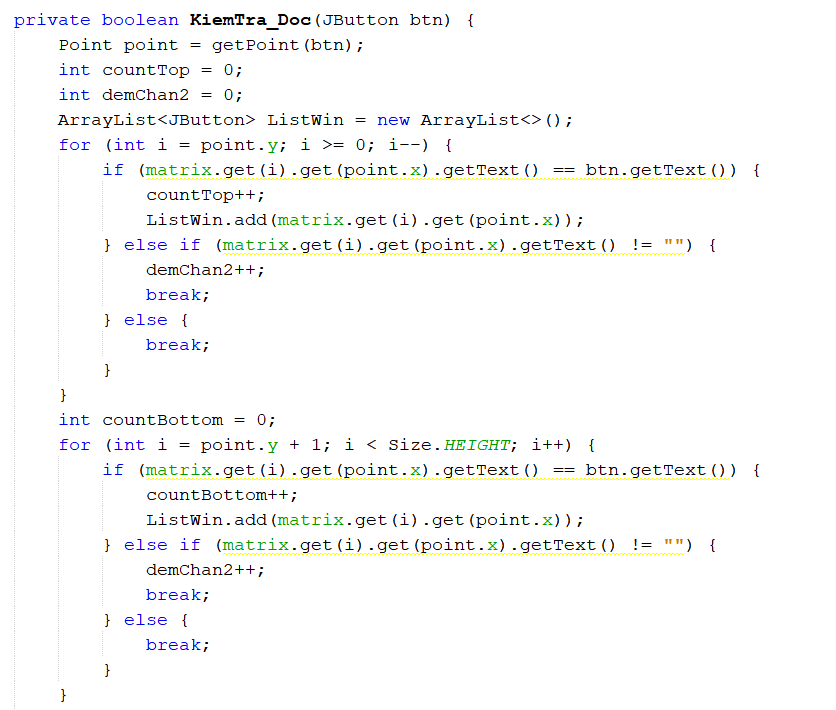 private boolean KiemTra_Doc(JButton btn) {
    Point point = getPoint(btn);
    int countTop = 0;
    int demChan2 = 0;
    ArrayList<JButton> ListWin = new ArrayList<>();
    for (int i = point.y; i >= 0; i--) {
        if (matrix.get(i).get(point.x).getText() == btn.getText()) {
            countTop++;
            ListWin.add(matrix.get(i).get(point.x));
        } else if (matrix.get(i).get(point.x).getText() != "") {
            demChan2++;
            break;
        } else {
            break;
        }
    }
    int countBottom = 0;
    for (int i = point.y + 1; i < Size.HEIGHT; i++) {
        if (matrix.get(i).get(point.x).getText() == btn.getText()) {
            countBottom++;
            ListWin.add(matrix.get(i).get(point.x));
        } else if (matrix.get(i).get(point.x).getText() != "") {
            demChan2++;
            break;
        } else {
            break;
        }
    }